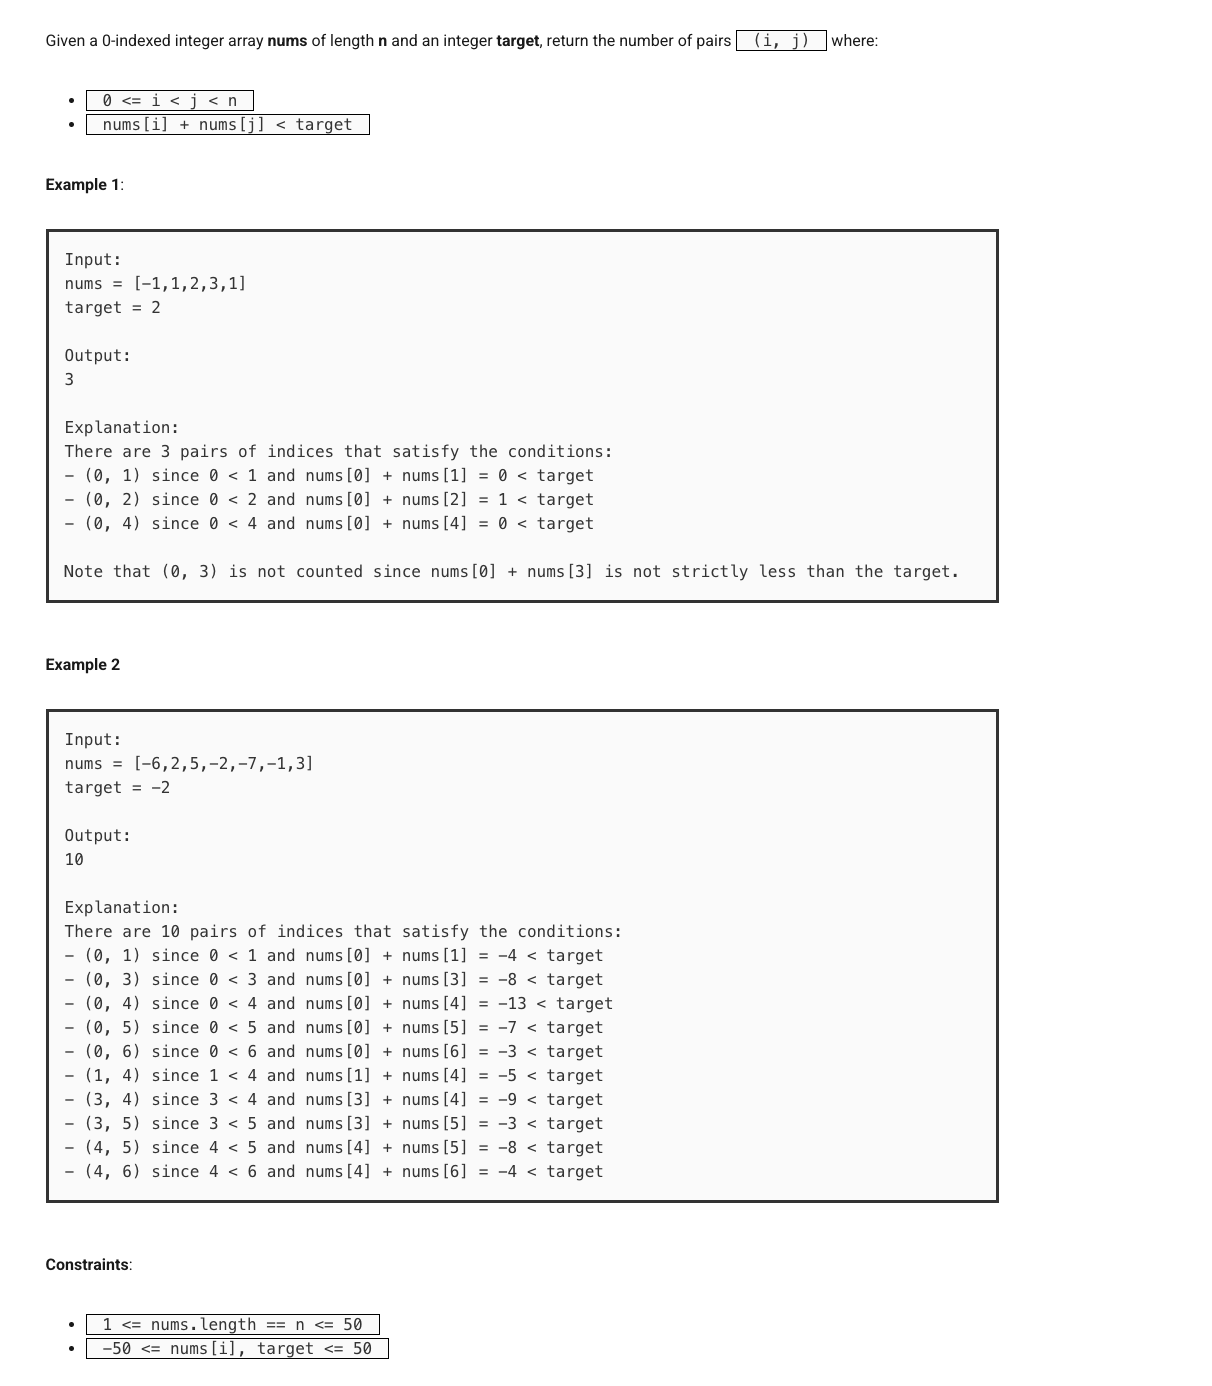 Given a 0-indexed integer array nums of length n and an integer target, return the number of pairs (i, j) where:
• 0 <= i < j < n
• nums[i] + nums[j] < target
Example 1:
Input:
nums = [-1,1,2,3,1]
target = 2
Output:
3
Explanation:
There are 3 pairs of indices that satisfy the conditions:
- (0, 1) since 0 < 1 and nums[0] + nums[1] = 0 < target
- (0, 2) since 0 < 2 and nums[0] + nums[2] = 1 < target
- (0, 4) since 0 < 4 and nums[0] + nums[4] = 0 < target
Note that (0, 3) is not counted since nums[0] + nums[3] is not strictly less than the target.
Example 2
Input:
nums = [-6,2,5,-2,-7,-1,3]
target = -2
Output:
10
Explanation:
There are 10 pairs of indices that satisfy the conditions:
- (0, 1) since 0 < 1 and nums[0] + nums[1] = -4 < target
- (0, 3) since 0 < 3 and nums[0] + nums[3] = -8 < target
- (0, 4) since 0 < 4 and nums[0] + nums[4] = -13 < target
- (0, 5) since 0 < 5 and nums[0] + nums[5] = -7 < target
- (0, 6) since 0 < 6 and nums[0] + nums[6] = -3 < target
- (1, 4) since 1 < 4 and nums[1] + nums[4] = -5 < target
- (3, 4) since 3 < 4 and nums[3] + nums[4] = -9 < target
- (3, 5) since 3 < 5 and nums[3] + nums[5] = -3 < target
- (4, 5) since 4 < 5 and nums[4] + nums[5] = -8 < target
- (4, 6) since 4 < 6 and nums[4] + nums[6] = -4 < target
Constraints:
• 1 <= nums.length == n <= 50
• -50 <= nums[i], target <= 50